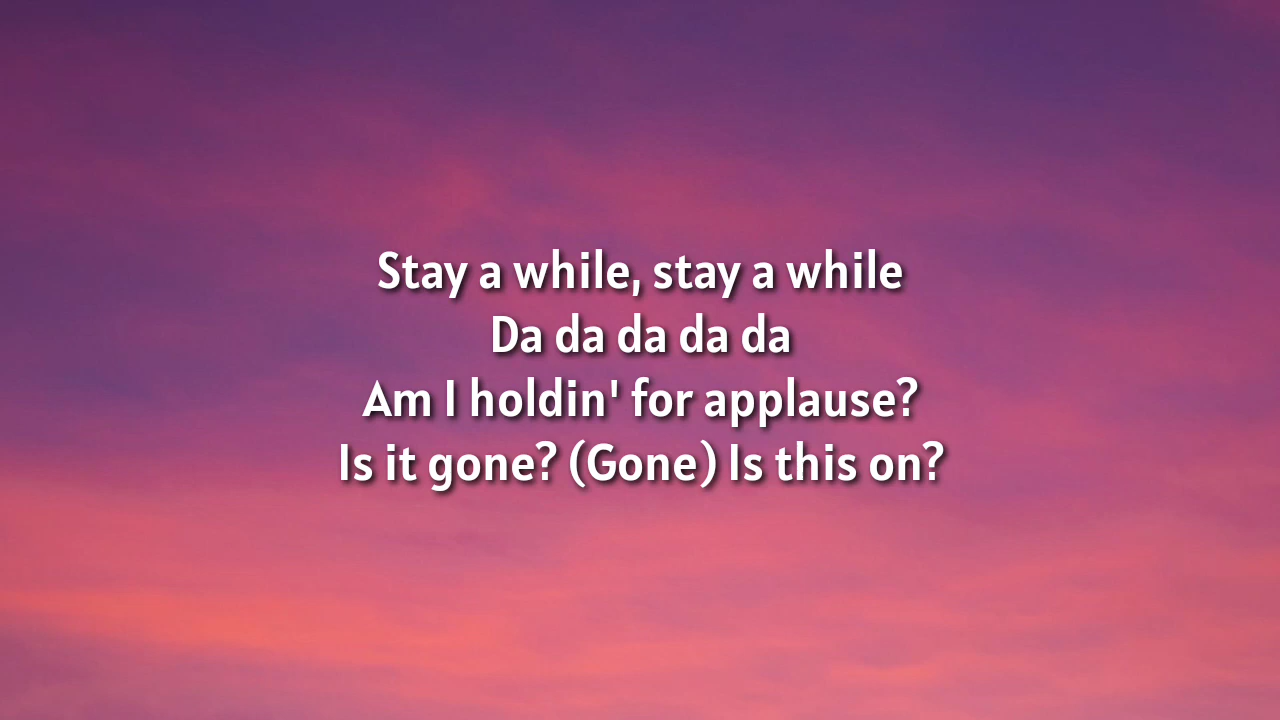 Stay a while, stay a while
Da da da da da
Am I holdin' for applause?
Is it gone? (Gone) Is this on?